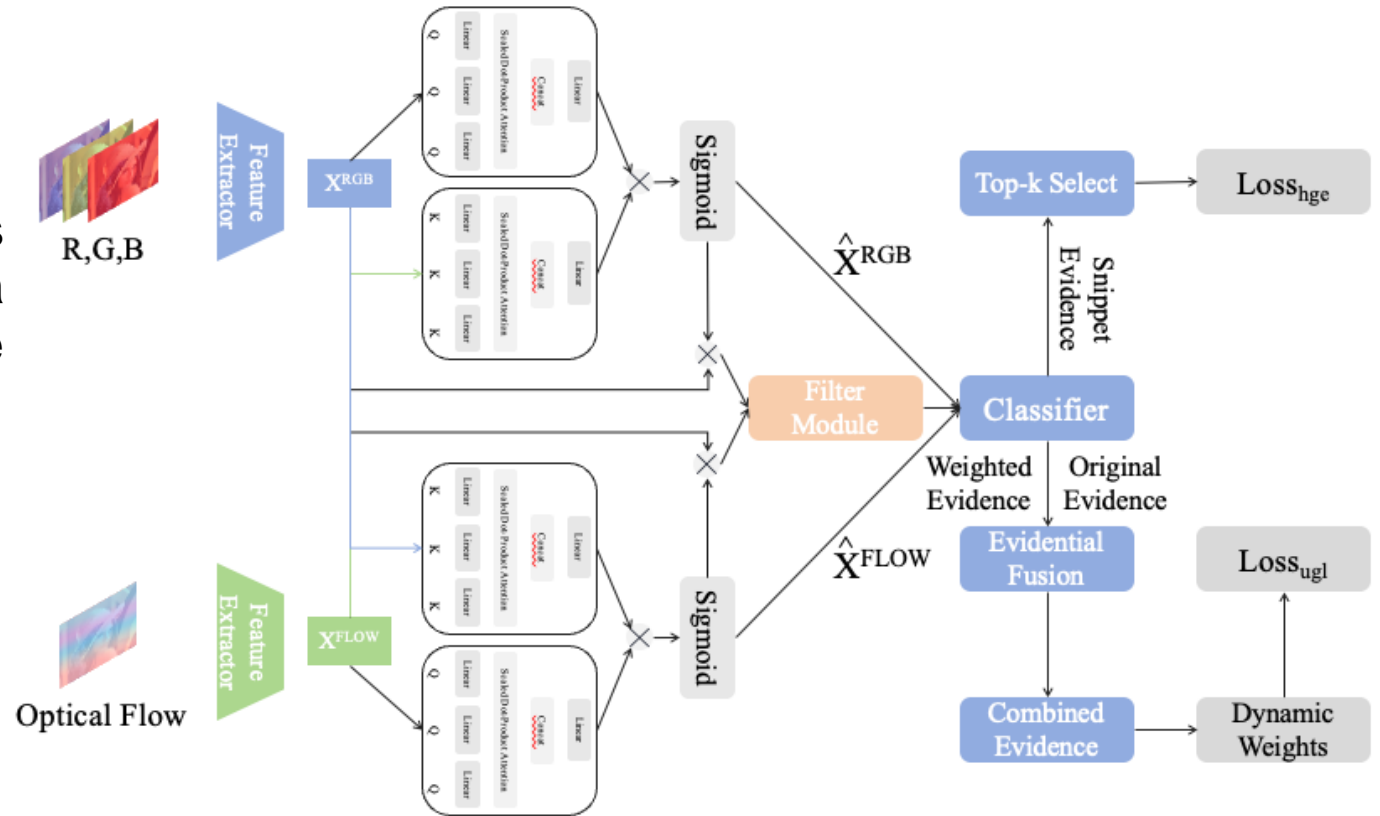 s
n
e
R,G,B
Feature
Extractor
X^RGB
Q
Q
Q
Linear
Linear
Linear
Scaled Dot-Product Attention
Concat
Linear
K
K
K
Linear
Linear
Linear
Scaled Dot-Product Attention
Concat
Linear
Sigmoid
X̂^RGB
Top-k Select
Loss_hge
Snippet
Evidence
Filter
Module
Classifier
Weighted
Evidence
Original
Evidence
Optical Flow
Feature
Extractor
X^FLOW
K
K
K
Linear
Linear
Linear
Scaled Dot-Product Attention
Concat
Linear
Q
Q
Q
Linear
Linear
Linear
Scaled Dot-Product Attention
Concat
Linear
Sigmoid
X̂^FLOW
Evidential
Fusion
Loss_ugl
Combined
Evidence
Dynamic
Weights